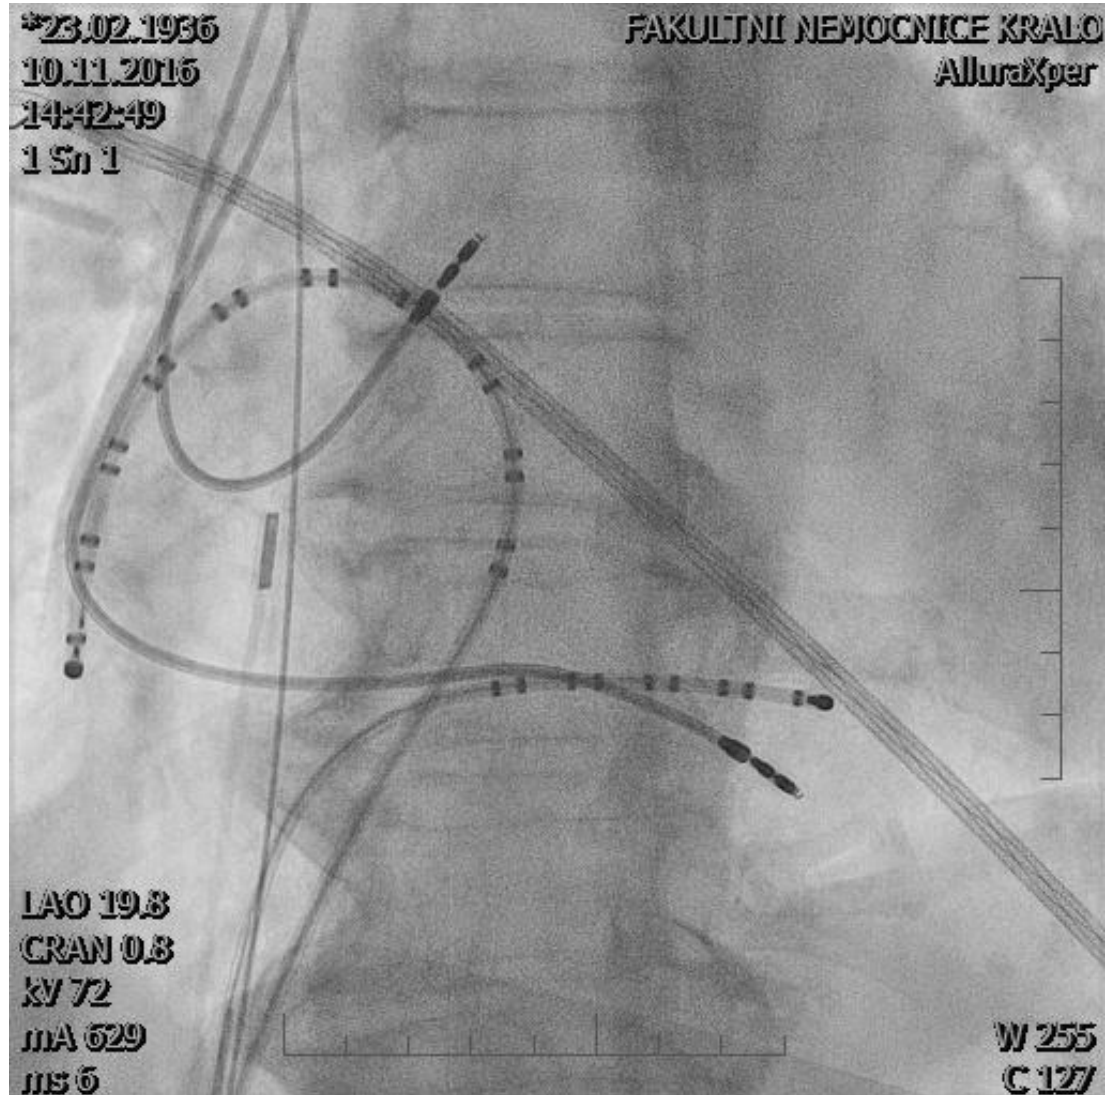 *23.02.1936
10.11.2016
14:42:49
1 Sn 1
FAKULTNI NEMOCNICE KRALO
AlluraXper
LAO 19.8
CRAN 0.8
kV 72
mA 629
ms 6
W 255
C 127